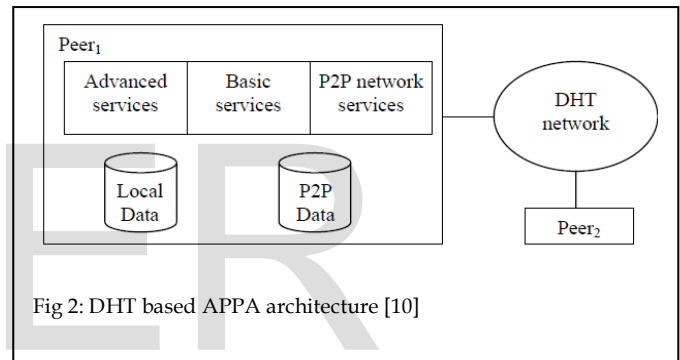 Peer₁
Advanced services
Basic services
P2P network services
Local Data
P2P Data
DHT network
Peer₂
Fig 2: DHT based APPA architecture [10]
ER